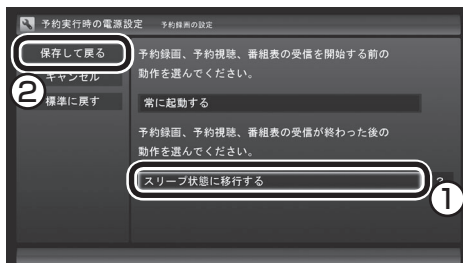 予約実行時の電源設定 予約録画の設定
保存して戻る
キャンセル
標準に戻す
予約録画、予約視聴、番組表の受信を開始する前の
動作を選んでください。
常に起動する
予約録画、予約視聴、番組表の受信が終わった後の
動作を選んでください。
スリープ状態に移行する
①
②